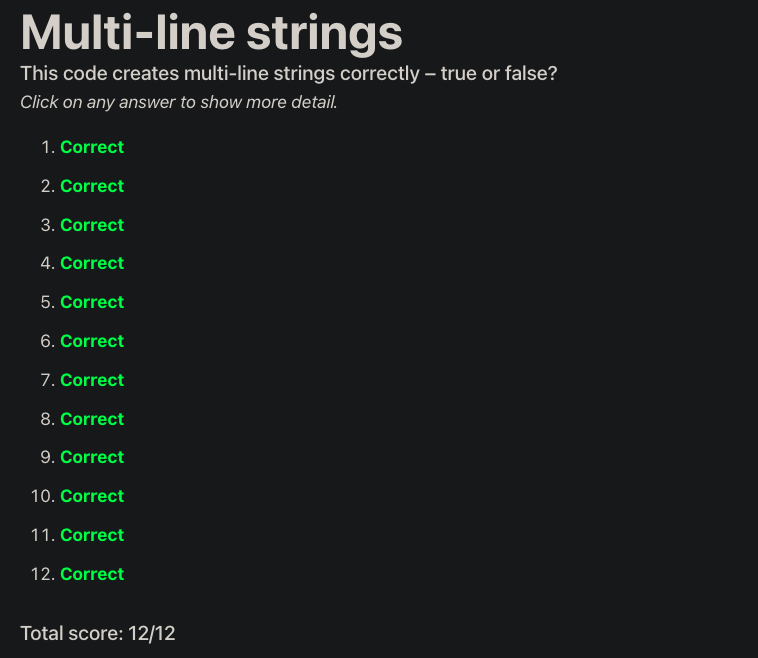 Multi-line strings
This code creates multi-line strings correctly – true or false?
Click on any answer to show more detail.
1. Correct
2. Correct
3. Correct
4. Correct
5. Correct
6. Correct
7. Correct
8. Correct
9. Correct
10. Correct
11. Correct
12. Correct
Total score: 12/12